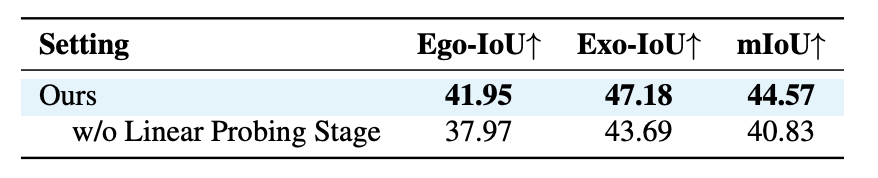 Setting Ego-IoU↑ Exo-IoU↑ mIoU↑
Ours 41.95 47.18 44.57
w/o Linear Probing Stage 37.97 43.69 40.83